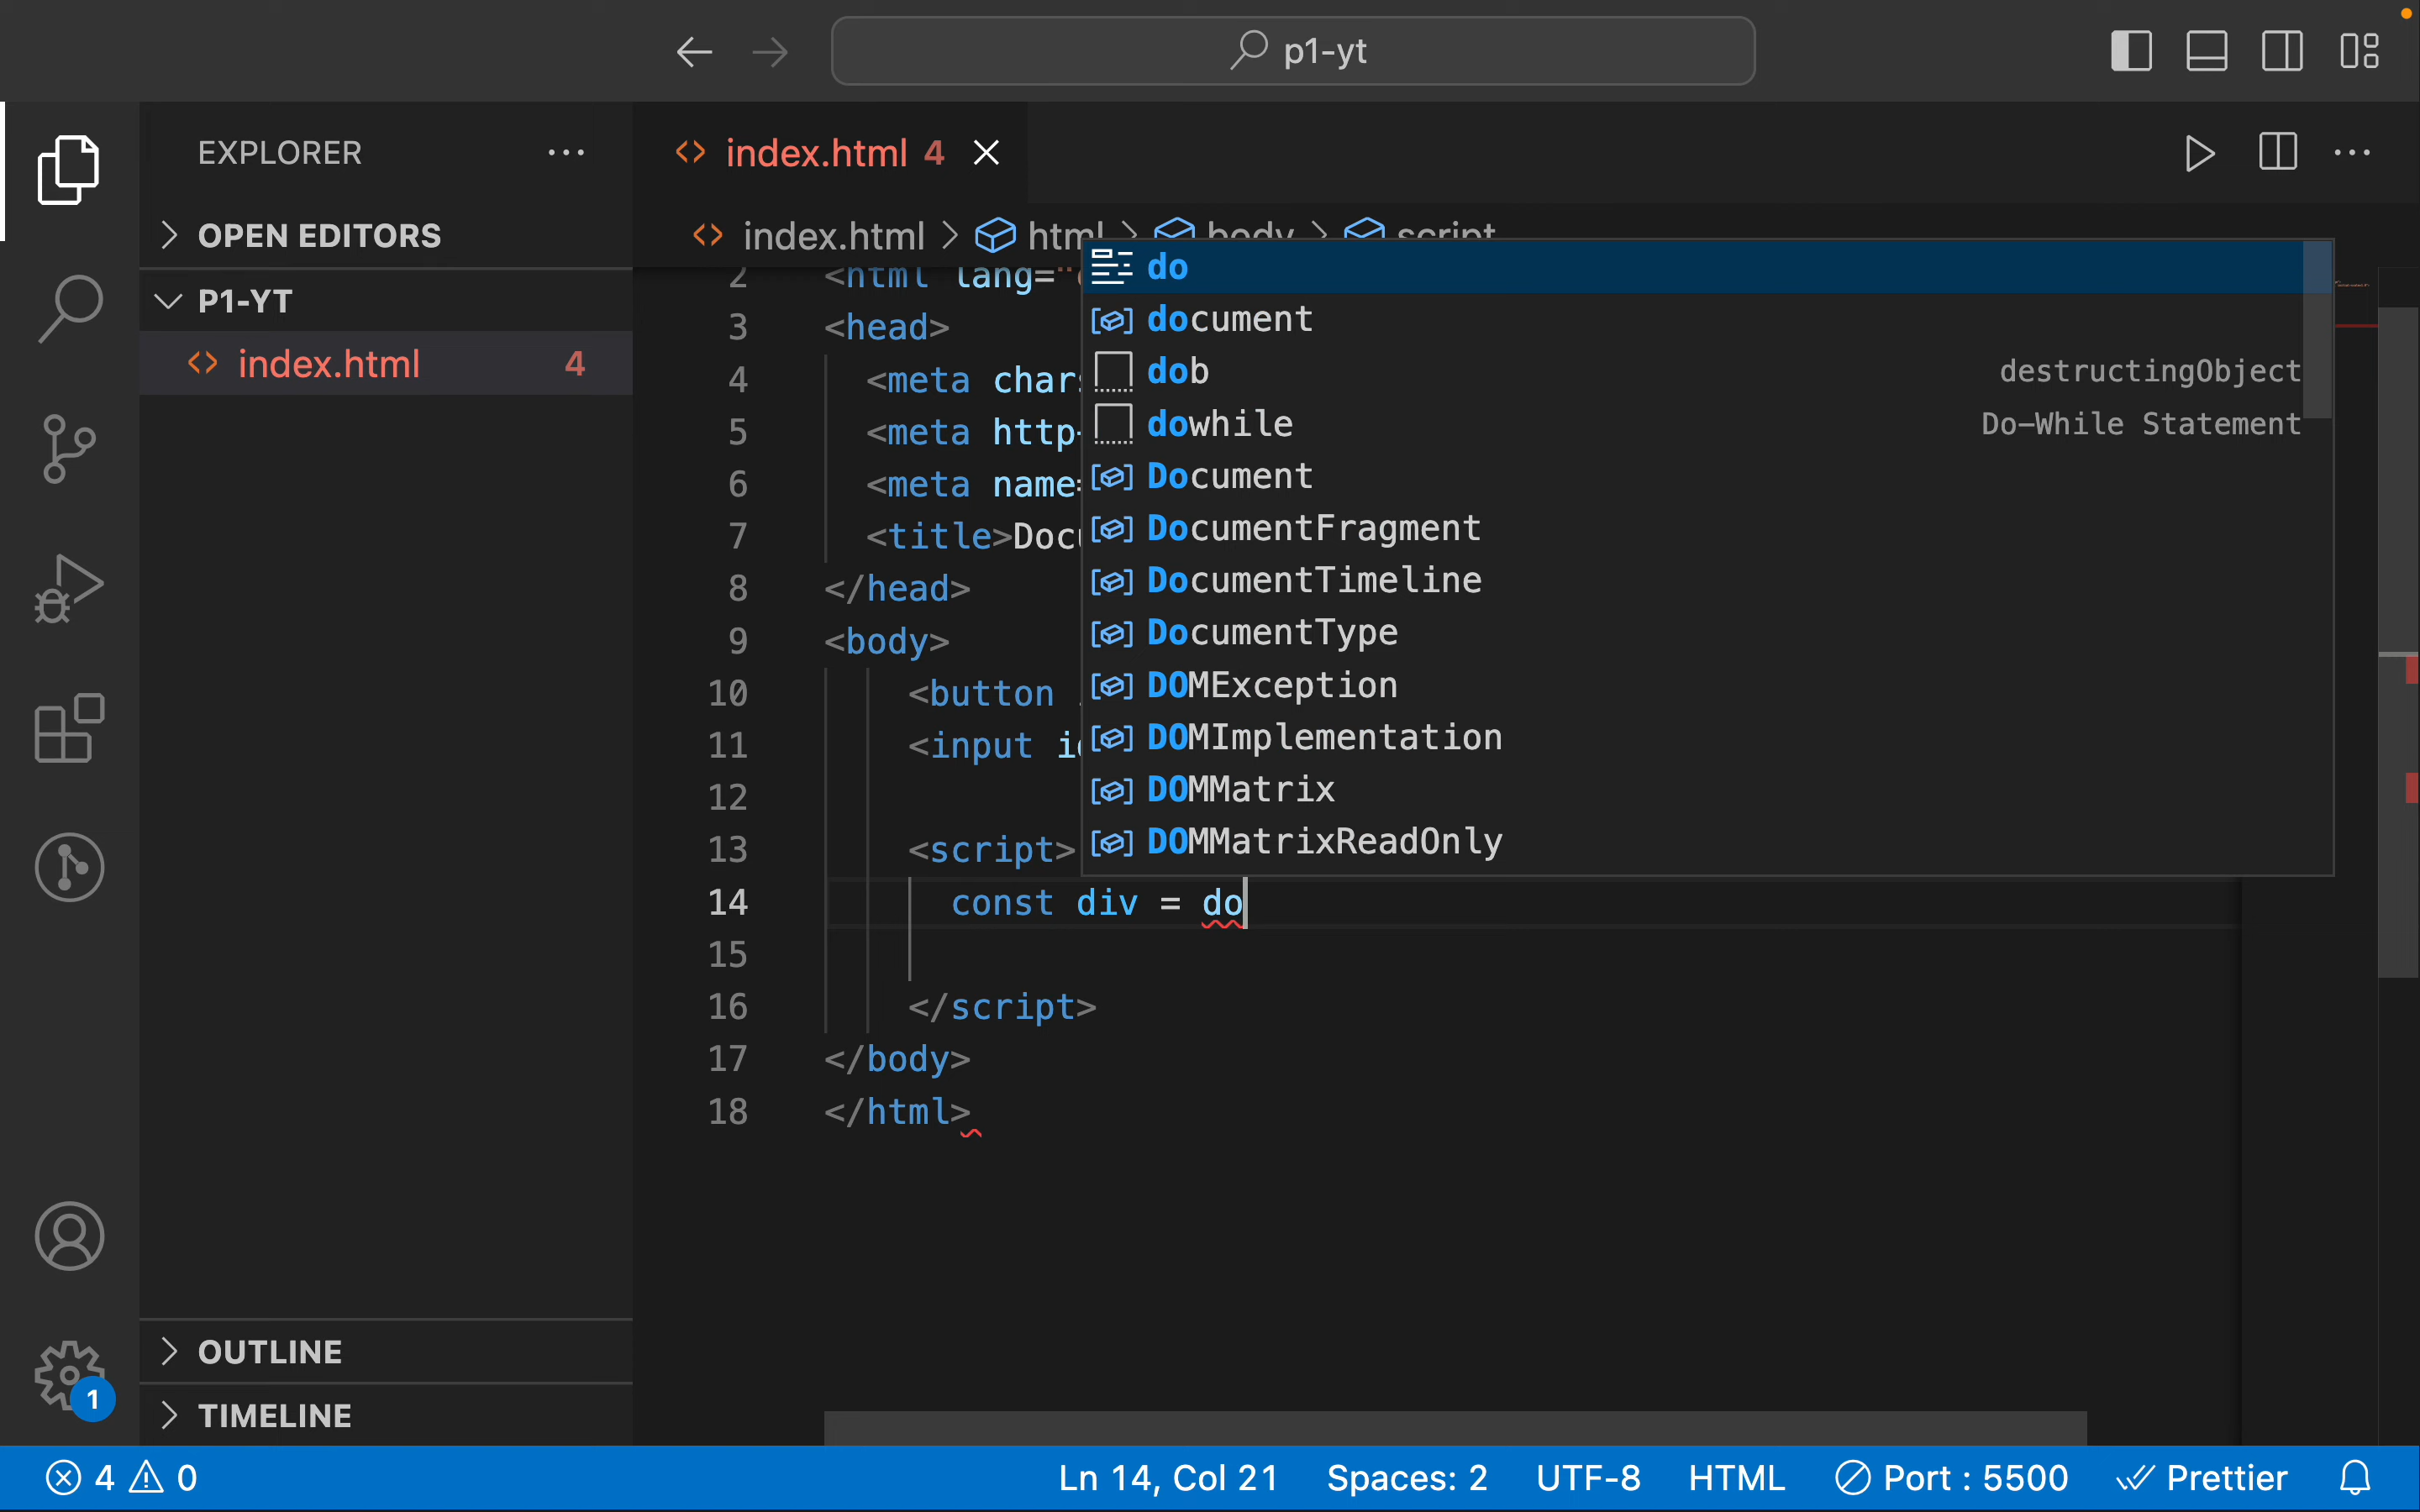 p1-yt
EXPLORER
OPEN EDITORS
P1-YT
index.html 4
OUTLINE
TIMELINE
1
index.html 4
index.html > html > body > script
2 <html lang="
3 <head>
4 <meta char
5 <meta http-
6 <meta name=
7 <title>Doc
8 </head>
9 <body>
10 <button
11 <input i
12
13 <script>
14 const div = do
15
16 </script>
17 </body>
18 </html>
do
document
dob destructingObject
dowhile Do-While Statement
Document
DocumentFragment
DocumentTimeline
DocumentType
DOMException
DOMImplementation
DOMMatrix
DOMMatrixReadOnly
4 0 Ln 14, Col 21 Spaces: 2 UTF-8 HTML Port : 5500 Prettier